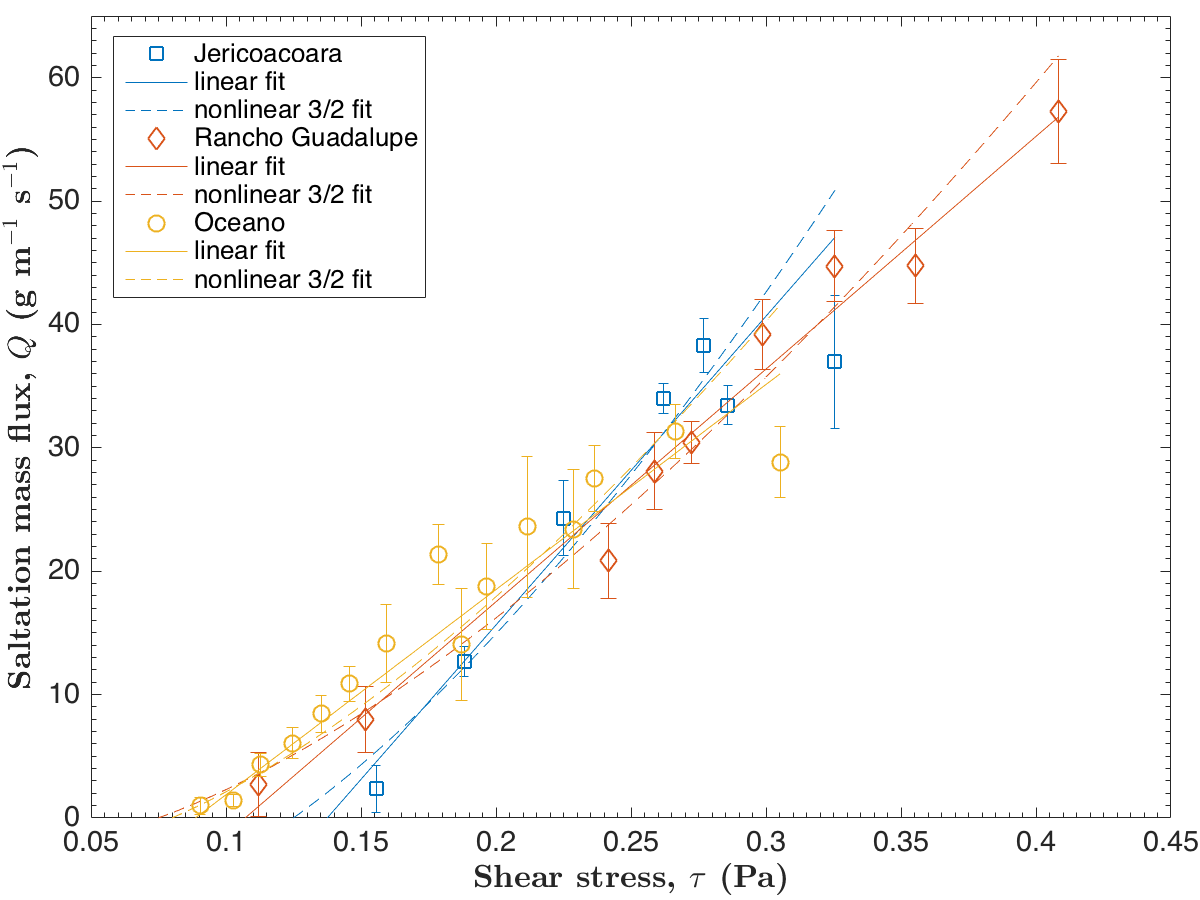 Jericoacoara
linear fit
nonlinear 3/2 fit
Rancho Guadalupe
linear fit
nonlinear 3/2 fit
Oceano
linear fit
nonlinear 3/2 fit
Saltation mass flux, Q (g m⁻¹ s⁻¹)
60
50
40
30
20
10
0
0.05 0.1 0.15 0.2 0.25 0.3 0.35 0.4 0.45
Shear stress, τ (Pa)